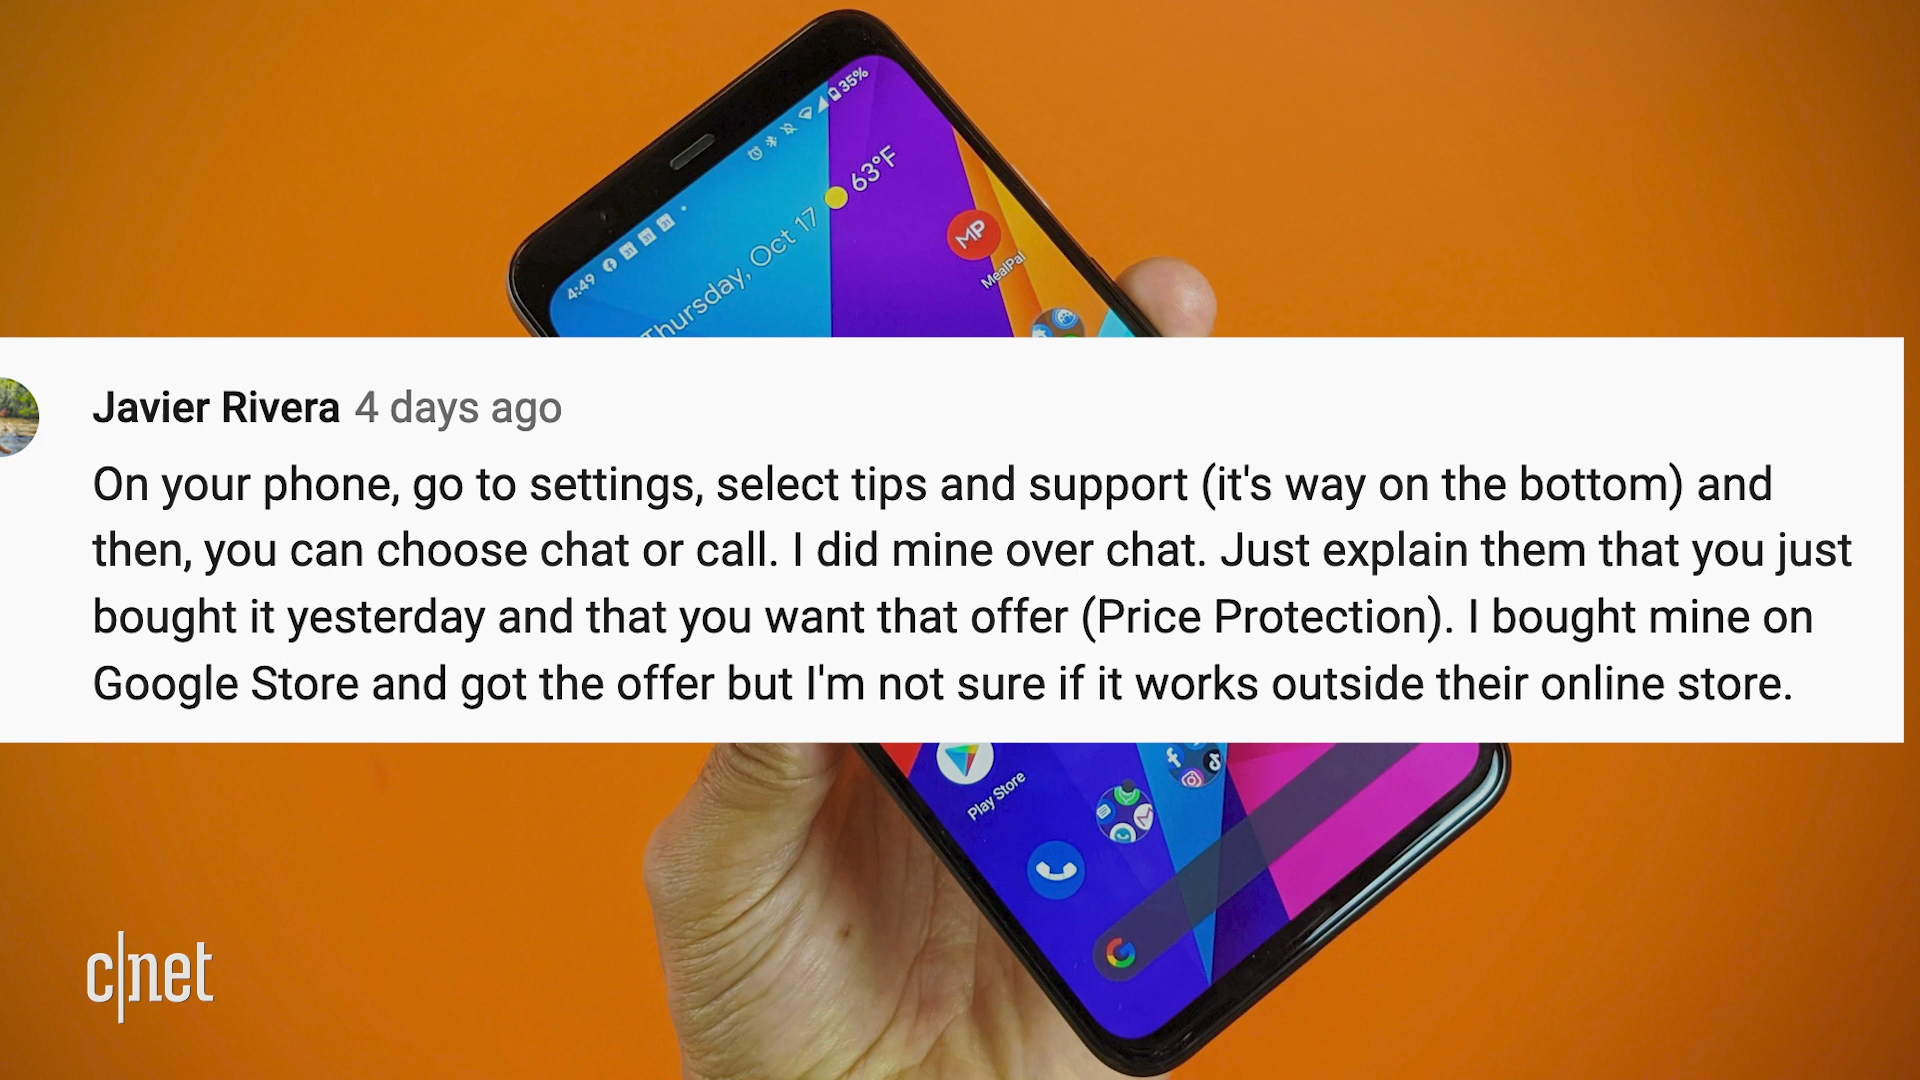 35%
4:49
63°F
Thursday, Oct 17
MP
MealPal
Javier Rivera 4 days ago
On your phone, go to settings, select tips and support (it's way on the bottom) and
then, you can choose chat or call. I did mine over chat. Just explain them that you just
bought it yesterday and that you want that offer (Price Protection). I bought mine on
Google Store and got the offer but I'm not sure if it works outside their online store.
Play Store
c|net